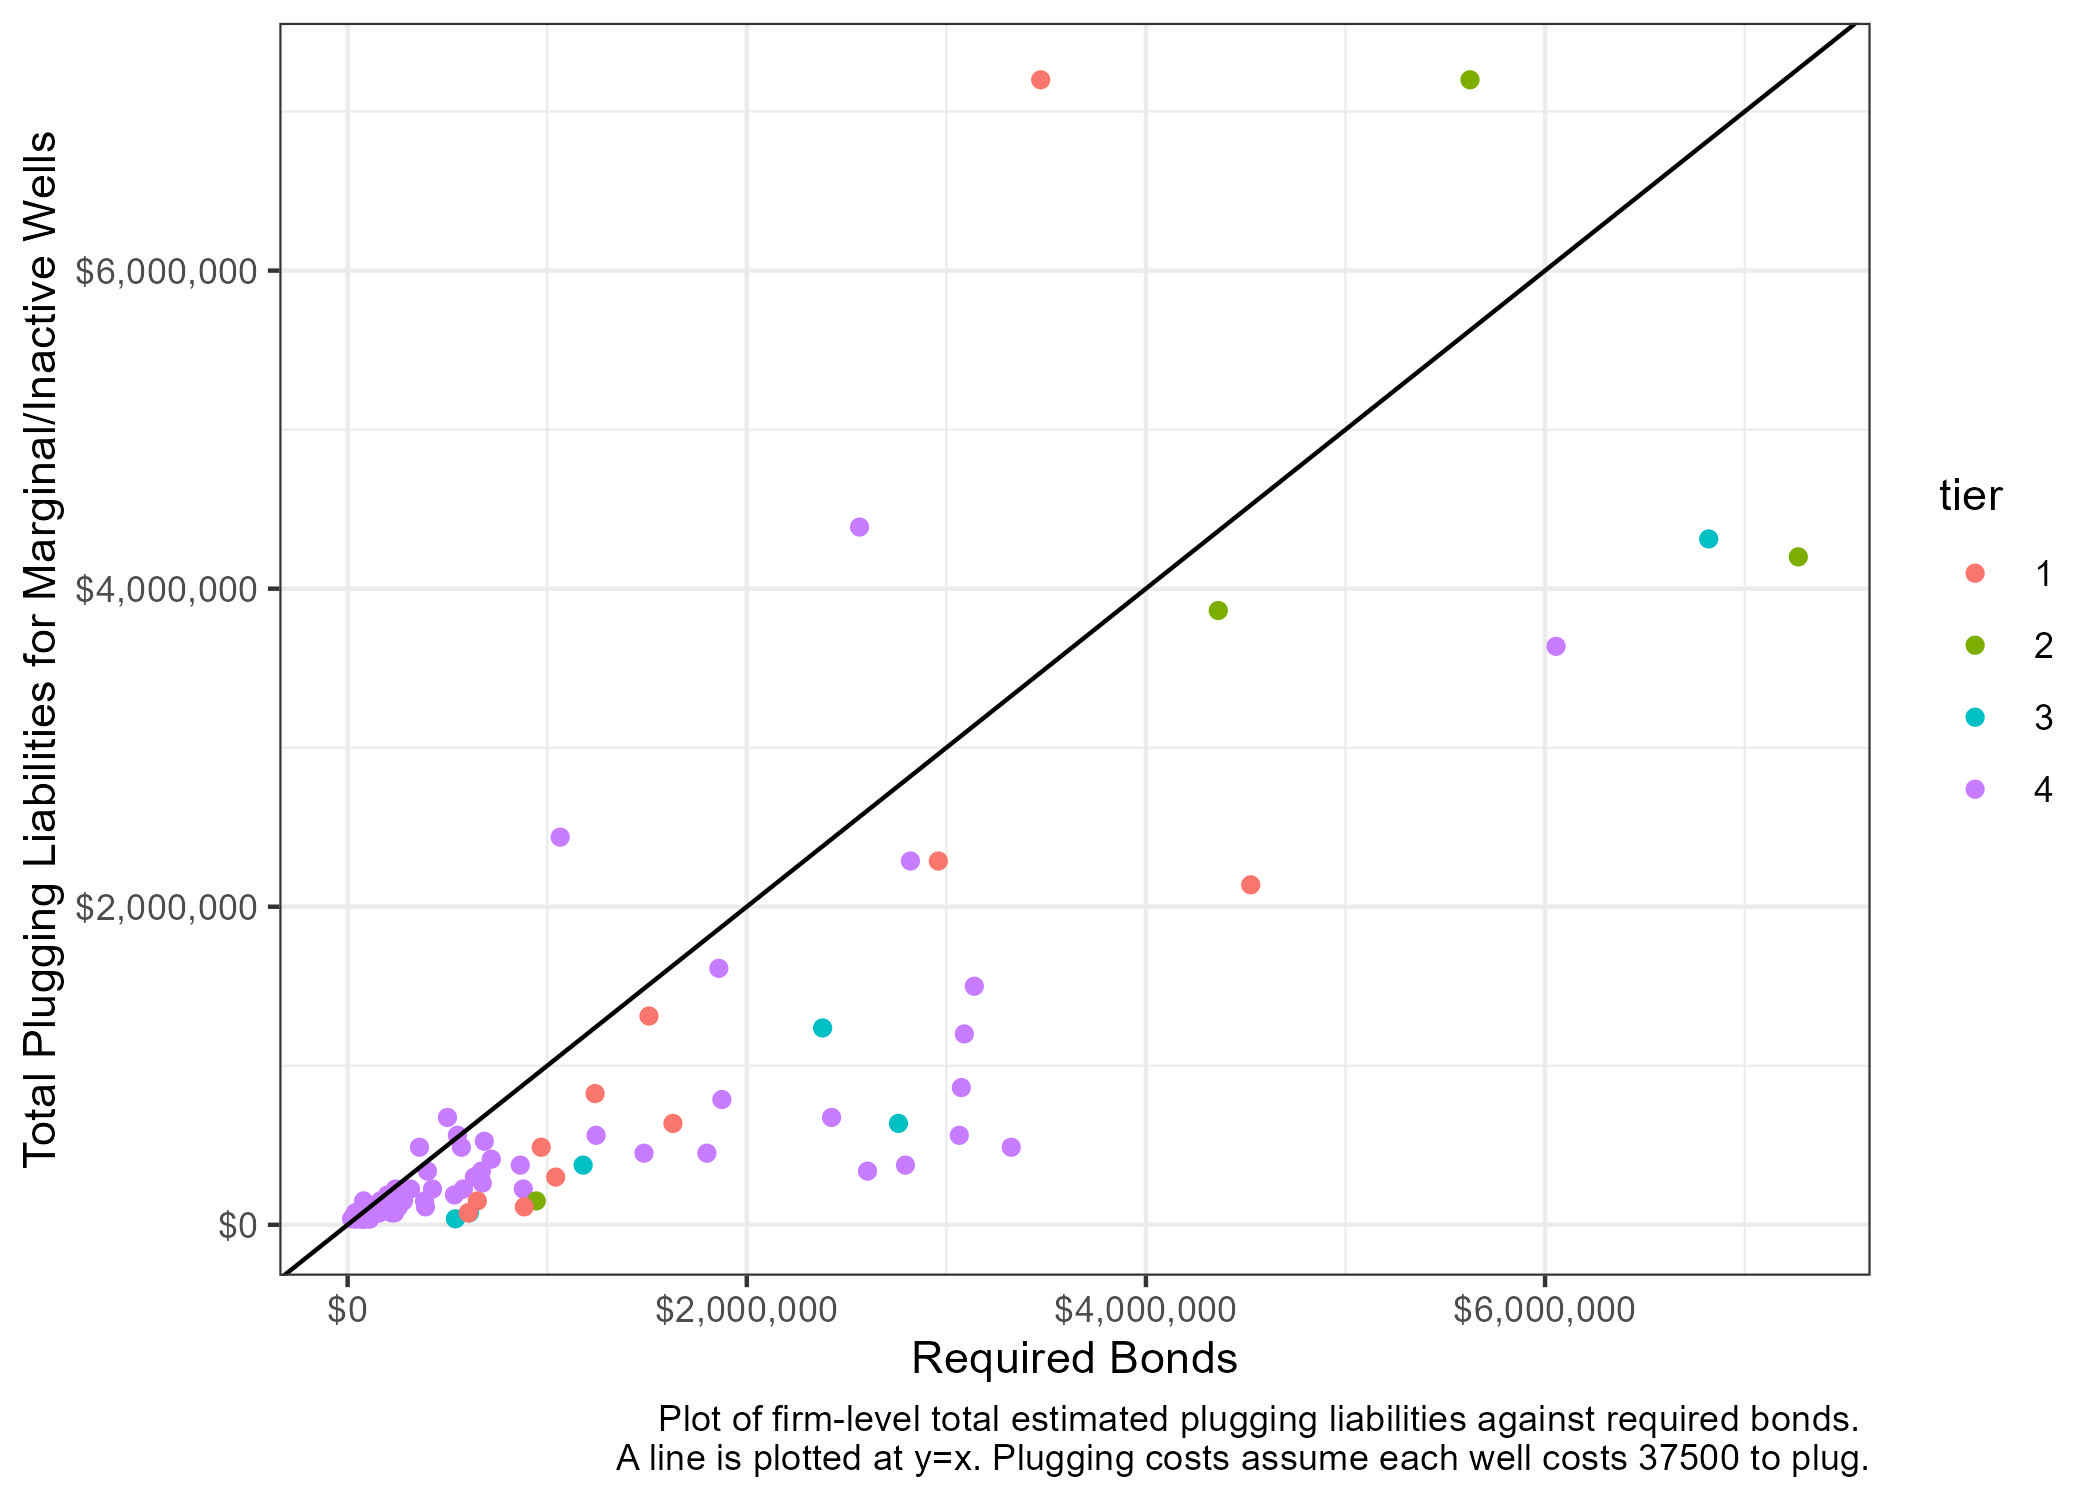 Total Plugging Liabilities for Marginal/Inactive Wells
$6,000,000
$4,000,000
$2,000,000
$0
$0
$2,000,000
$4,000,000
$6,000,000
Required Bonds
tier
1
2
3
4
Plot of firm-level total estimated plugging liabilities against required bonds.
A line is plotted at y=x. Plugging costs assume each well costs 37500 to plug.